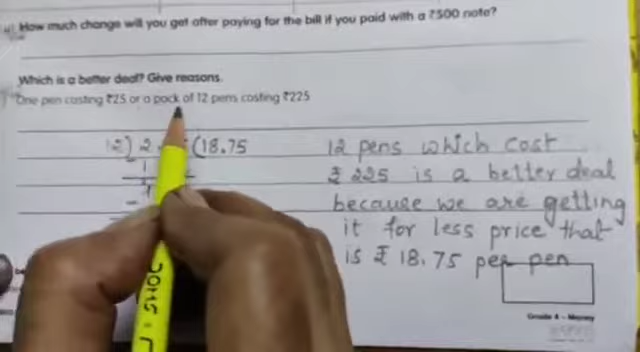 How much change will you get after paying for the bill if you paid with a ₹500 note?
Which is a better deal? Give reasons.
One pen costing ₹25 or a pack of 12 pens costing ₹225
12) 2 (18.75
12 pens which cost
₹ 225 is a better deal
because we are getting
it for less price that
is ₹ 18.75 per pen
Grade 4 - Money